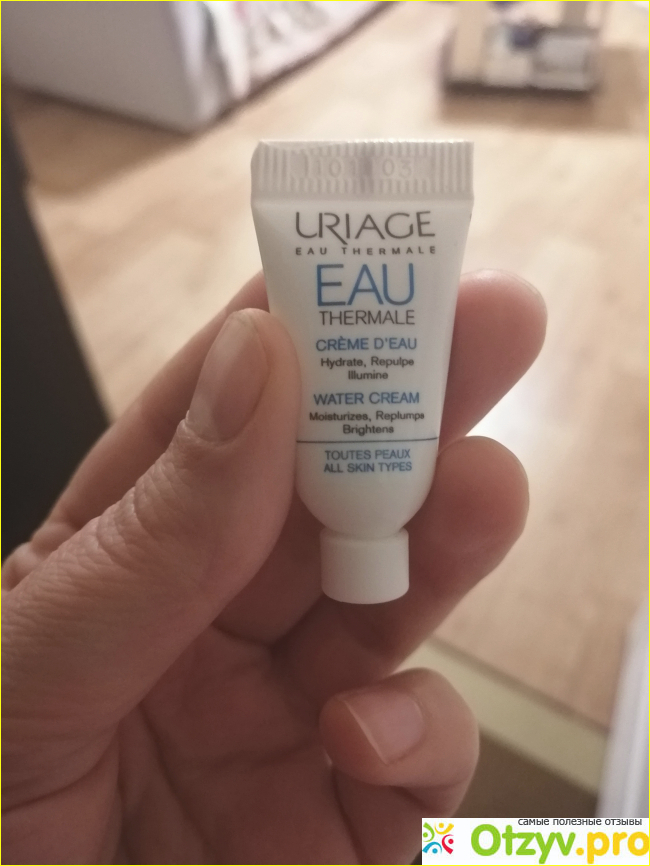 URIAGE
EAU THERMALE
EAU
THERMALE
CRÈME D'EAU
Hydrate, Repulpe
Illumine
WATER CREAM
Moisturizes, Replumps
Brightens
TOUTES PEAUX
ALL SKIN TYPES
самые полезные отзывы
Otzyv.pro